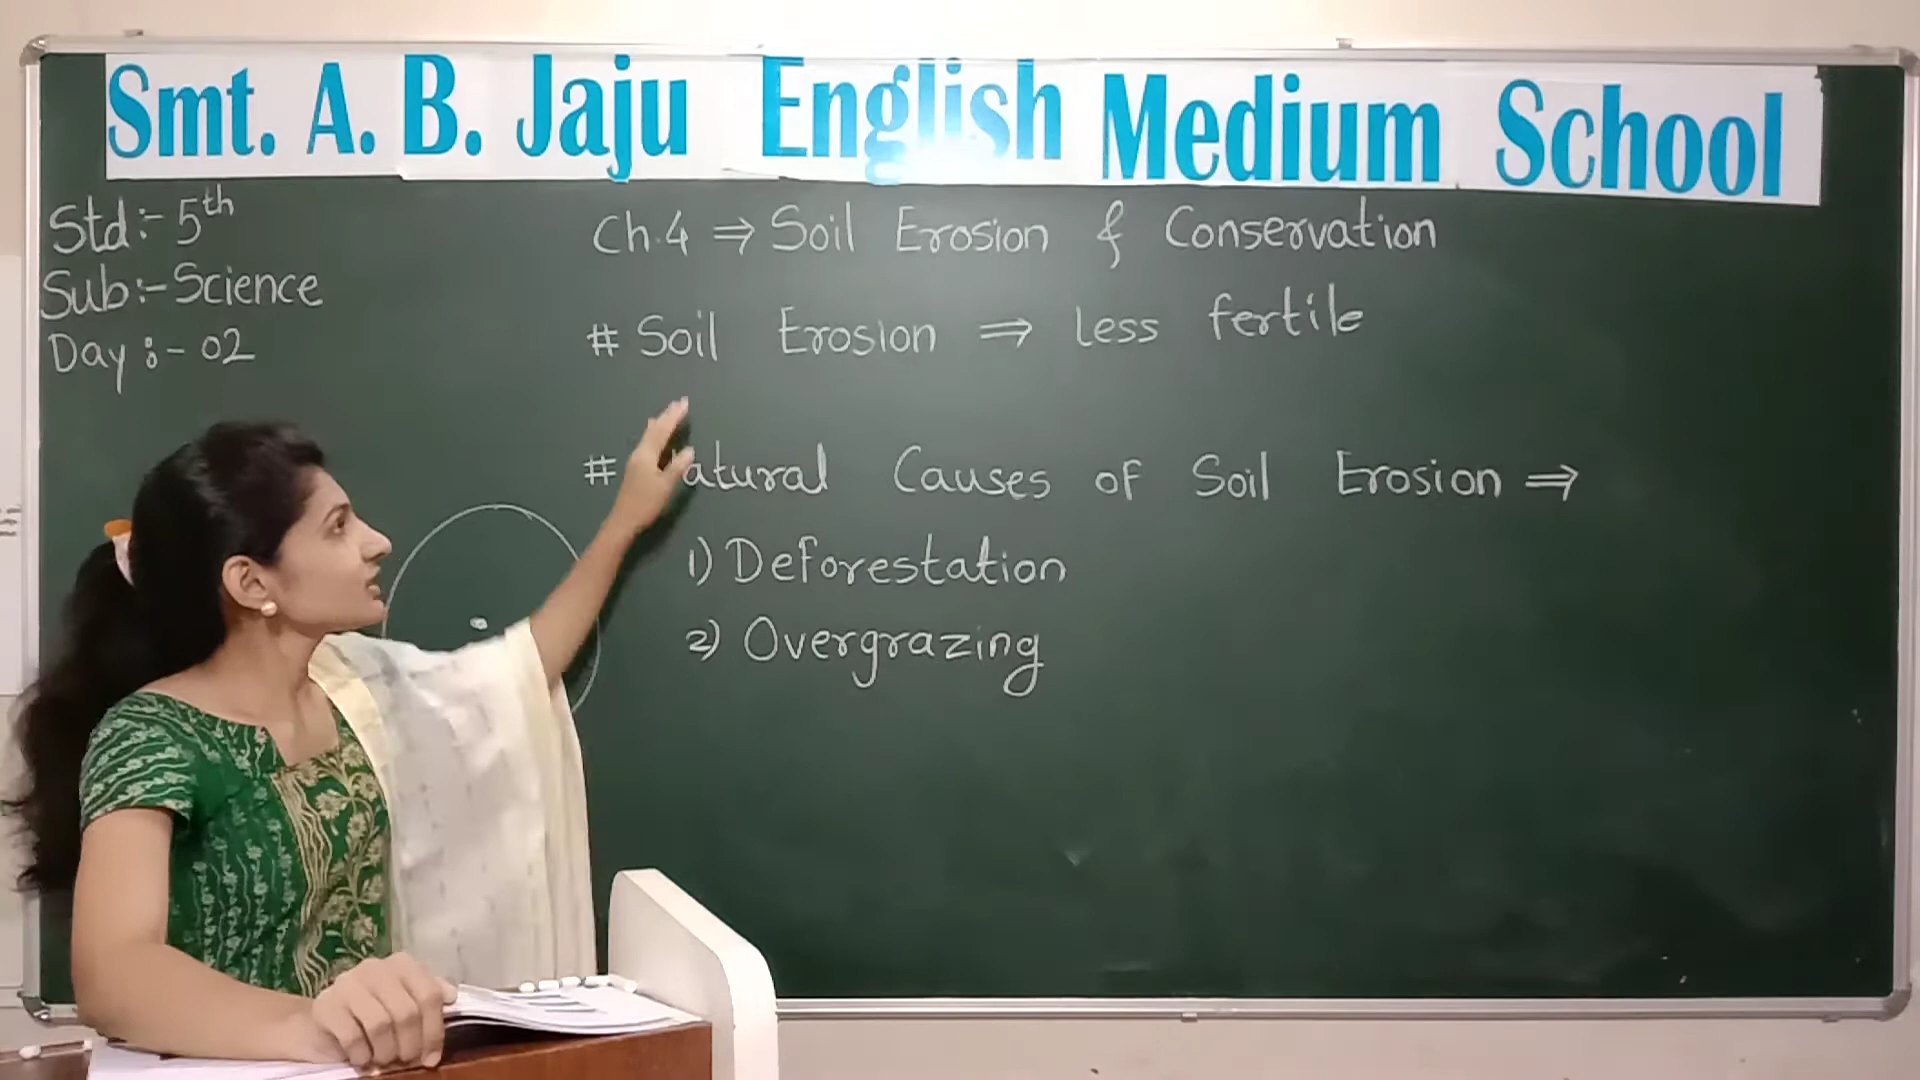 Smt. A. B. Jaju English Medium School
Std:- 5th
Sub:- Science
Day :- 02
Ch.4 ⇒ Soil Erosion & Conservation
# Soil Erosion ⇒ less fertile
# Natural Causes of Soil Erosion ⇒
1) Deforestation
2) Overgrazing